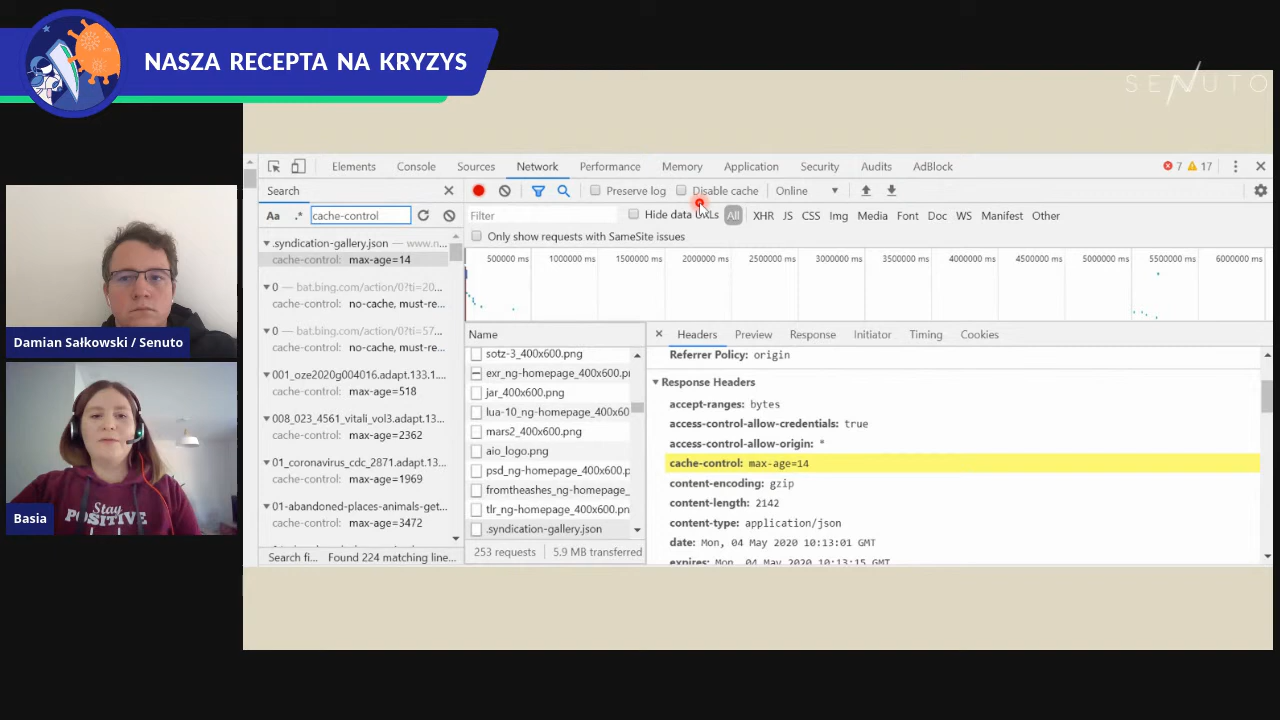 NASZA RECEPTA NA KRYZYS
SENUTO
Damian Sałkowski / Senuto
Stay
POSITIVE
Basia
Elements Console Sources Network Performance Memory Application Security Audits AdBlock 7 17
Search
Preserve log Disable cache Online
Aa .* cache-control
Filter Hide data URLs All XHR JS CSS Img Media Font Doc WS Manifest Other
Only show requests with SameSite issues
.syndication-gallery.json — www.n...
cache-control: max-age=14
0 — bat.bing.com/action/0?ti=20...
cache-control: no-cache, must-re...
0 — bat.bing.com/action/0?ti=57...
cache-control: no-cache, must-re...
001_oze2020g004016.adapt.133.1...
cache-control: max-age=518
008_023_4561_vitali_vol3.adapt.13...
cache-control: max-age=2362
01_coronavirus_cdc_2871.adapt.13...
cache-control: max-age=1969
01-abandoned-places-animals-get...
cache-control: max-age=3472
Search fi... Found 224 matching line...
500000 ms 1000000 ms 1500000 ms 2000000 ms 2500000 ms 3000000 ms 3500000 ms 4000000 ms 4500000 ms 5000000 ms 5500000 ms 6000000 ms
Name
sotz-3_400x600.png
exr_ng-homepage_400x600.pr
jar_400x600.png
lua-10_ng-homepage_400x60
mars2_400x600.png
aio_logo.png
psd_ng-homepage_400x600.p
fromtheashes_ng-homepage_
tlr_ng-homepage_400x600.pn
.syndication-gallery.json
253 requests 5.9 MB transferred
Headers Preview Response Initiator Timing Cookies
Referrer Policy: origin
Response Headers
accept-ranges: bytes
access-control-allow-credentials: true
access-control-allow-origin: *
cache-control: max-age=14
content-encoding: gzip
content-length: 2142
content-type: application/json
date: Mon, 04 May 2020 10:13:01 GMT
expires: Mon, 04 May 2020 10:13:15 GMT